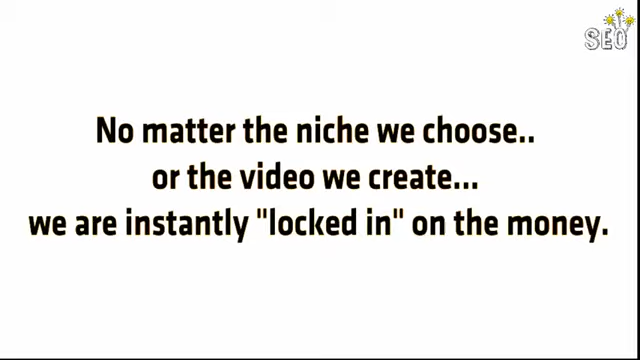 SEO
No matter the niche we choose..
or the video we create...
we are instantly "locked in" on the money.